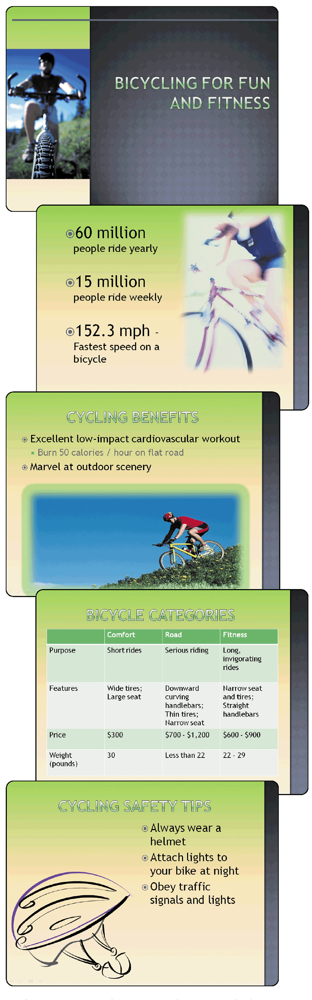 BICYCLING FOR FUN
AND FITNESS
60 million
people ride yearly
15 million
people ride weekly
152.3 mph -
Fastest speed on a
bicycle
CYCLING BENEFITS
Excellent low-impact cardiovascular workout
Burn 50 calories / hour on flat road
Marvel at outdoor scenery
BICYCLE CATEGORIES
Comfort Road Fitness
Purpose Short rides Serious riding Long,
invigorating
rides
Features Wide tires; Downward Narrow seat
Large seat curving and tires;
handlebars; Straight
Thin tires; handlebars
Narrow seat
Price $300 $700 - $1,200 $600 - $900
Weight 30 Less than 22 22 - 29
(pounds)
CYCLING SAFETY TIPS
Always wear a
helmet
Attach lights to
your bike at night
Obey traffic
signals and lights